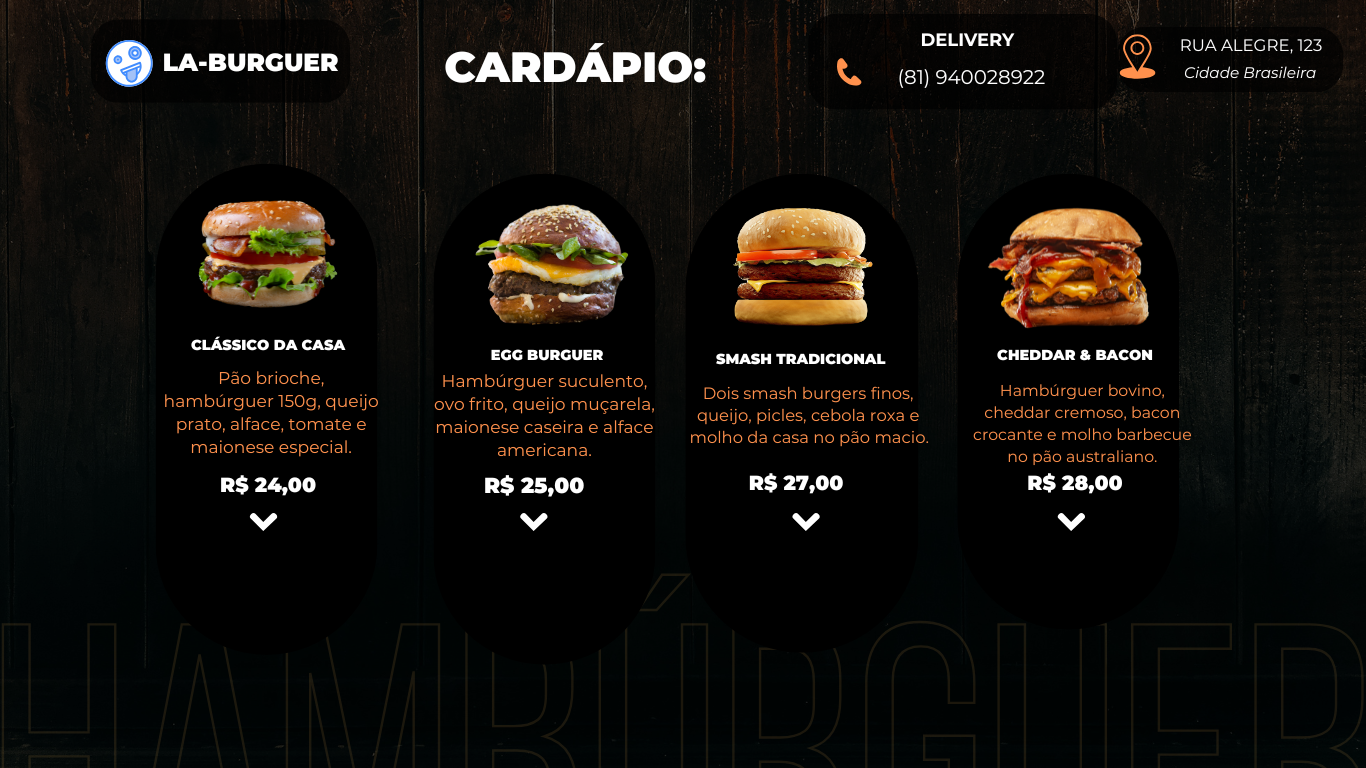 LA-BURGUER
CARDÁPIO:
DELIVERY
(81) 940028922
RUA ALEGRE, 123
Cidade Brasileira
CLÁSSICO DA CASA
Pão brioche,
hambúrguer 150g, queijo
prato, alface, tomate e
maionese especial.
R$ 24,00
EGG BURGUER
Hambúrguer suculento,
ovo frito, queijo muçarela,
maionese caseira e alface
americana.
R$ 25,00
SMASH TRADICIONAL
Dois smash burgers finos,
queijo, picles, cebola roxa e
molho da casa no pão macio.
R$ 27,00
CHEDDAR & BACON
Hambúrguer bovino,
cheddar cremoso, bacon
crocante e molho barbecue
no pão australiano.
R$ 28,00
HAMBÚRGUER